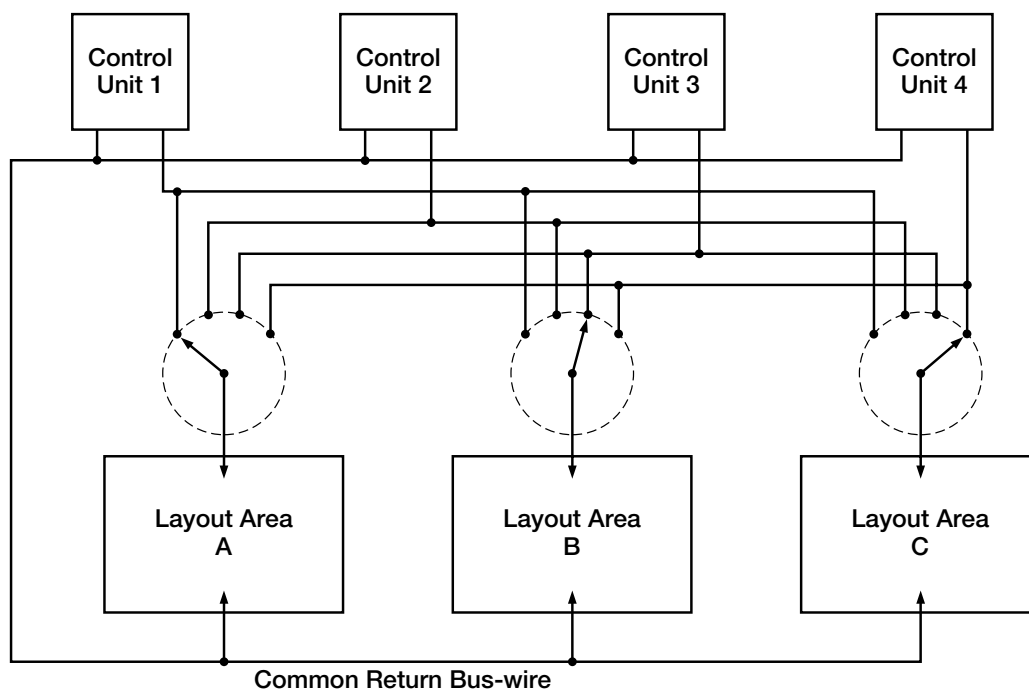 Control
Unit 1
Control
Unit 2
Control
Unit 3
Control
Unit 4
Layout Area
A
Layout Area
B
Layout Area
C
Common Return Bus-wire